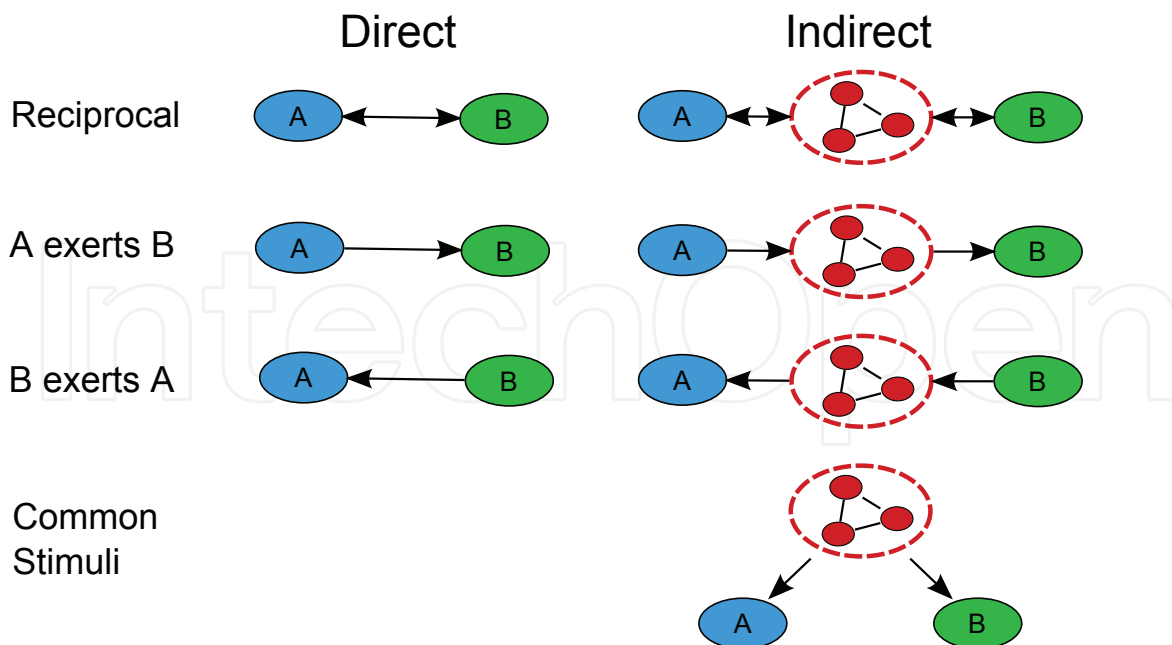 Direct Indirect
Reciprocal A B A B
A exerts B A B A B
B exerts A A B A B
Common
Stimuli
A B
IntechOpen